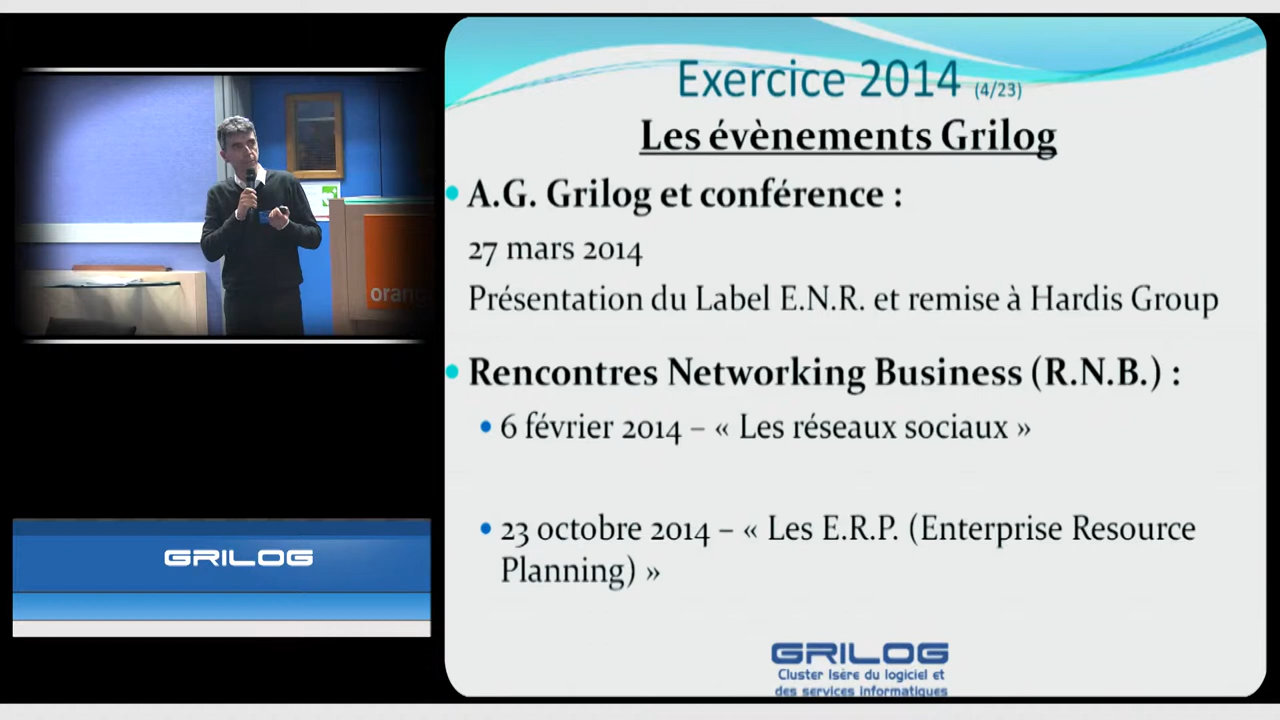 Exercice 2014 (4/23)
Les évènements Grilog
• A.G. Grilog et conférence :
27 mars 2014
Présentation du Label E.N.R. et remise à Hardis Group
• Rencontres Networking Business (R.N.B.) :
• 6 février 2014 – « Les réseaux sociaux »
• 23 octobre 2014 – « Les E.R.P. (Enterprise Resource
Planning) »
GRILOG
Cluster Isère du logiciel et
des services informatiques
orange
GRILOG